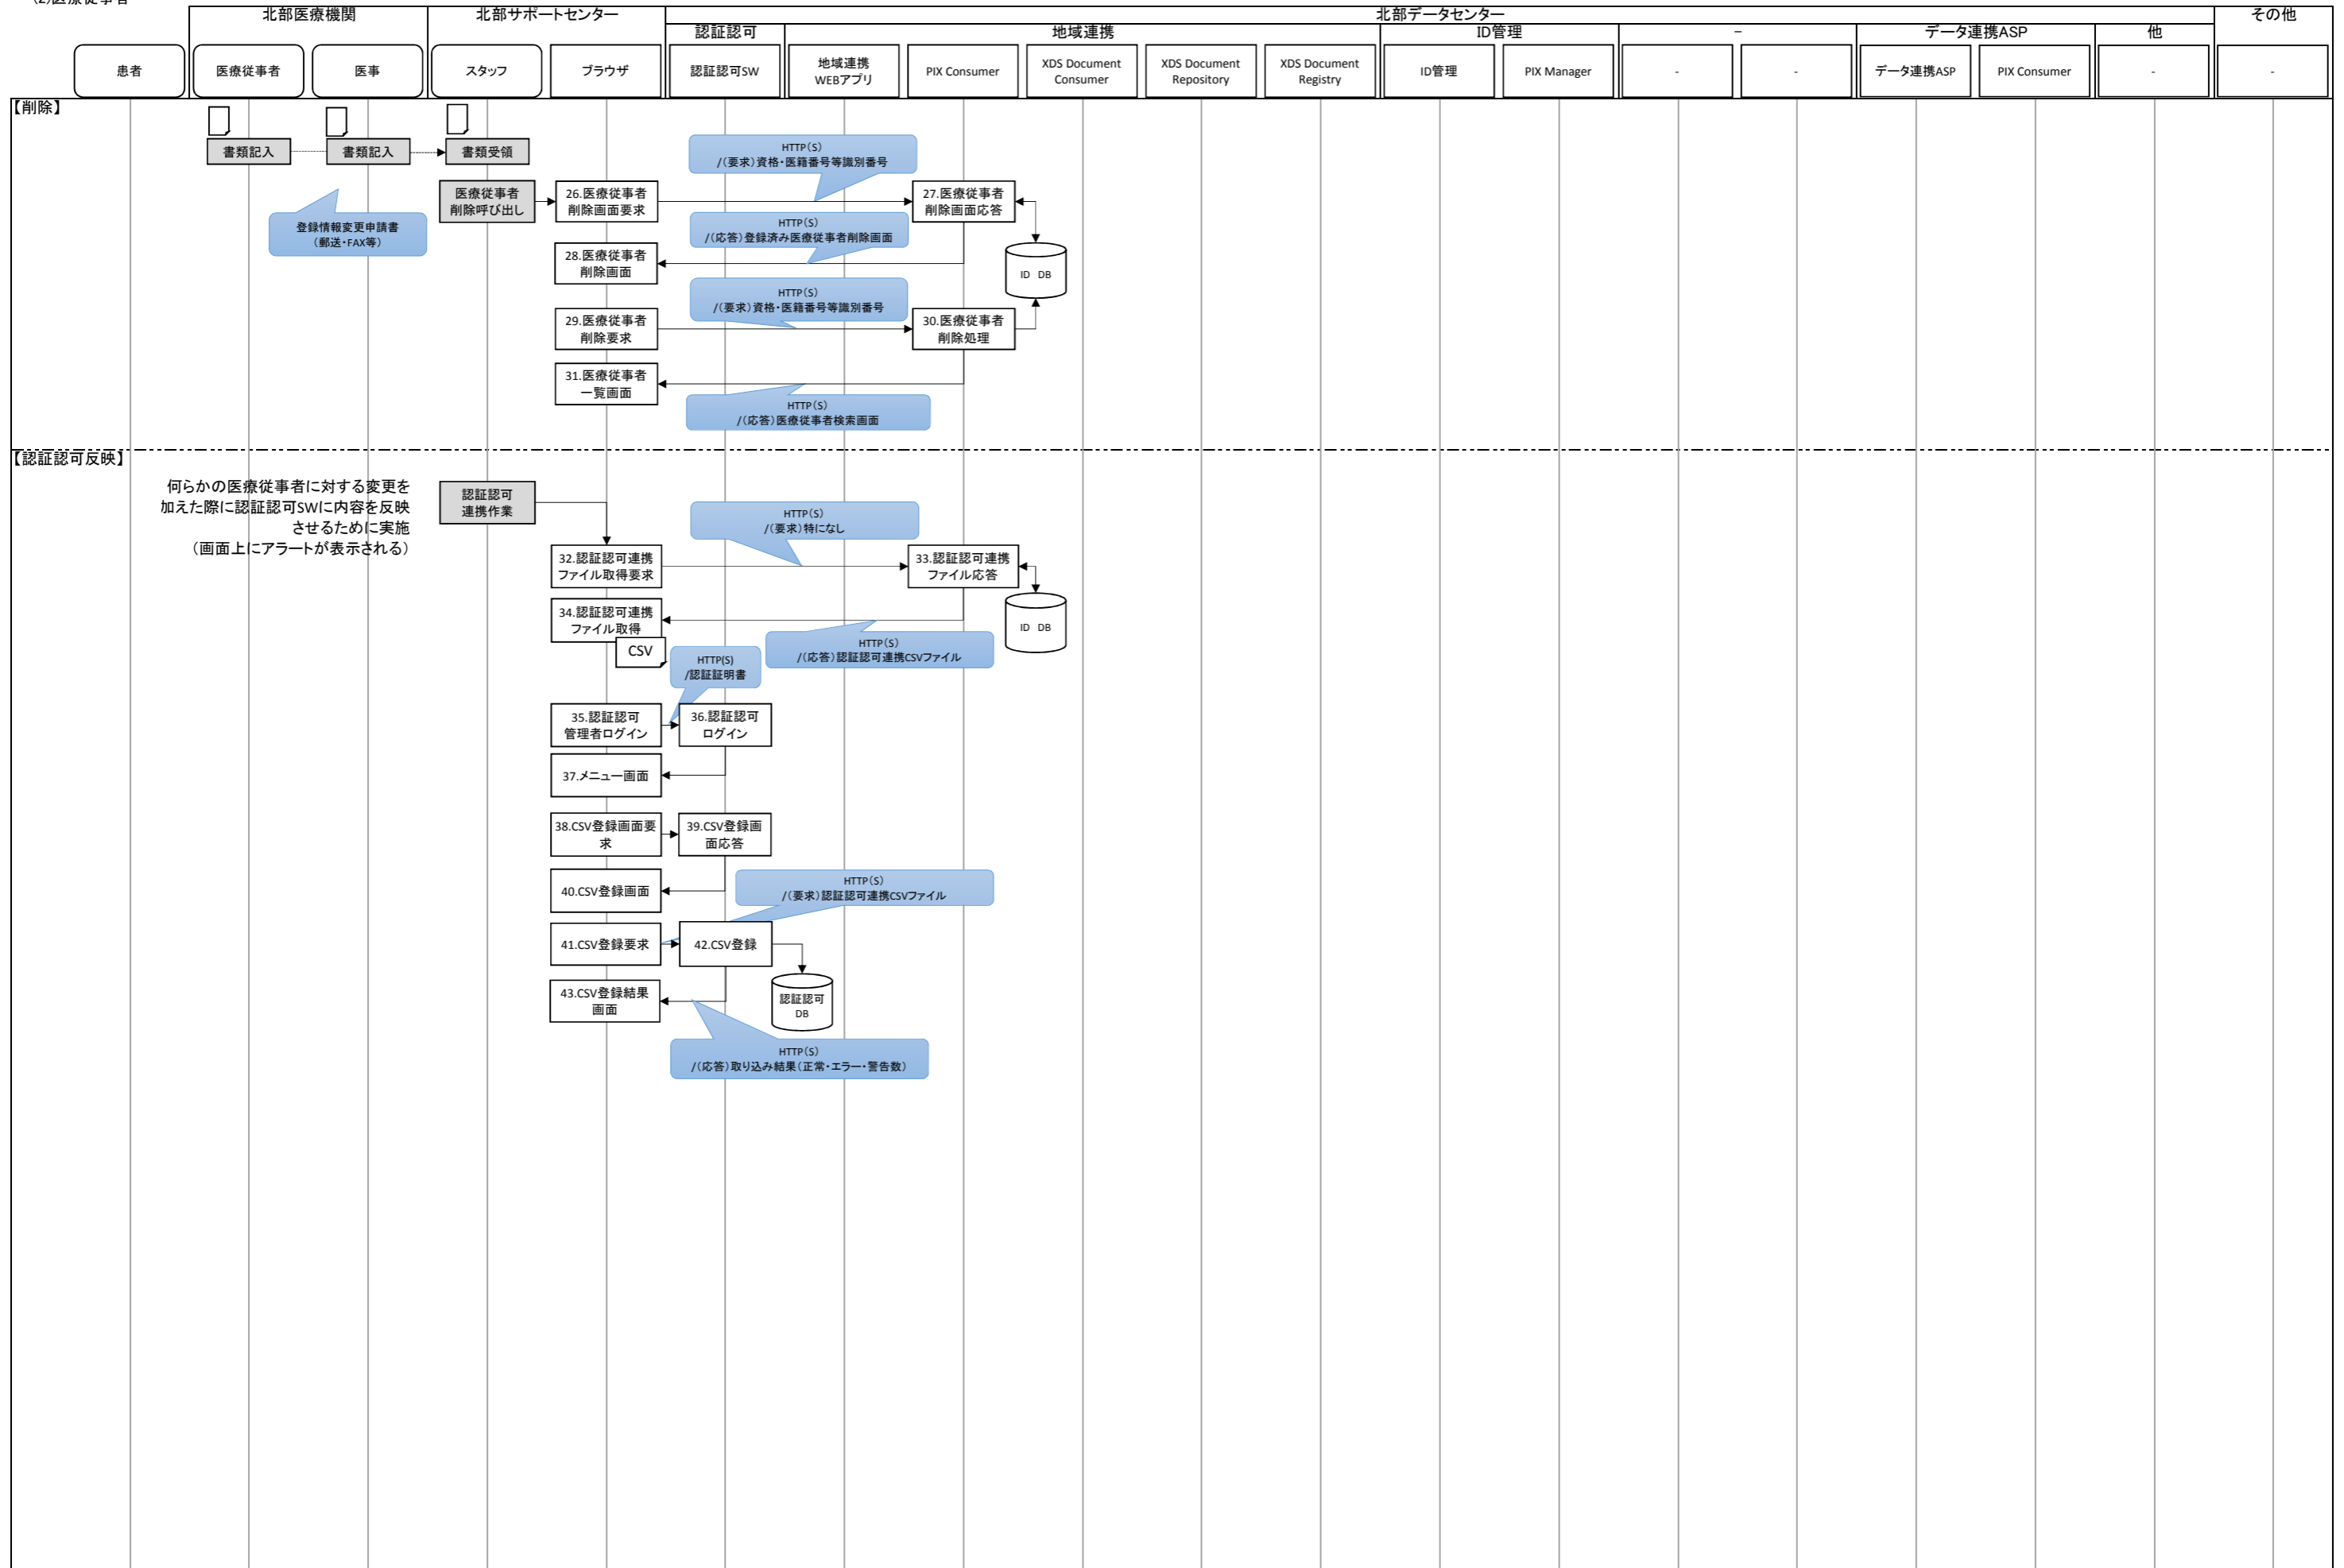 (2)医療従事者
北部医療機関
北部サポートセンター
北部データセンター
その他
認証認可
地域連携
ID管理
-
データ連携ASP
他
患者
医療従事者
医事
スタッフ
ブラウザ
認証認可SW
地域連携
WEBアプリ
PIX Consumer
XDS Document
Consumer
XDS Document
Repository
XDS Document
Registry
ID管理
PIX Manager
-
-
データ連携ASP
PIX Consumer
-
-
【削除】
書類記入
書類記入
書類受領
HTTP(S)
/(要求)資格・医籍番号等識別番号
医療従事者
削除呼び出し
26.医療従事者
削除画面要求
27.医療従事者
削除画面応答
登録情報変更申請書
(郵送・FAX等)
HTTP(S)
/(応答)登録済み医療従事者削除画面
28.医療従事者
削除画面
ID DB
HTTP(S)
/(要求)資格・医籍番号等識別番号
29.医療従事者
削除要求
30.医療従事者
削除処理
31.医療従事者
一覧画面
HTTP(S)
/(応答)医療従事者検索画面
【認証認可反映】
何らかの医療従事者に対する変更を
加えた際に認証認可SWに内容を反映
させるために実施
(画面上にアラートが表示される)
認証認可
連携作業
HTTP(S)
/(要求)特になし
32.認証認可連携
ファイル取得要求
33.認証認可連携
ファイル応答
34.認証認可連携
ファイル取得
CSV
ID DB
HTTP(S)
/(応答)認証認可連携CSVファイル
HTTP(S)
/認証証明書
35.認証認可
管理者ログイン
36.認証認可
ログイン
37.メニュー画面
38.CSV登録画面要
求
39.CSV登録画
面応答
HTTP(S)
/(要求)認証認可連携CSVファイル
40.CSV登録画面
41.CSV登録要求
42.CSV登録
43.CSV登録結果
画面
認証認可
DB
HTTP(S)
/(応答)取り込み結果(正常・エラー・警告数)